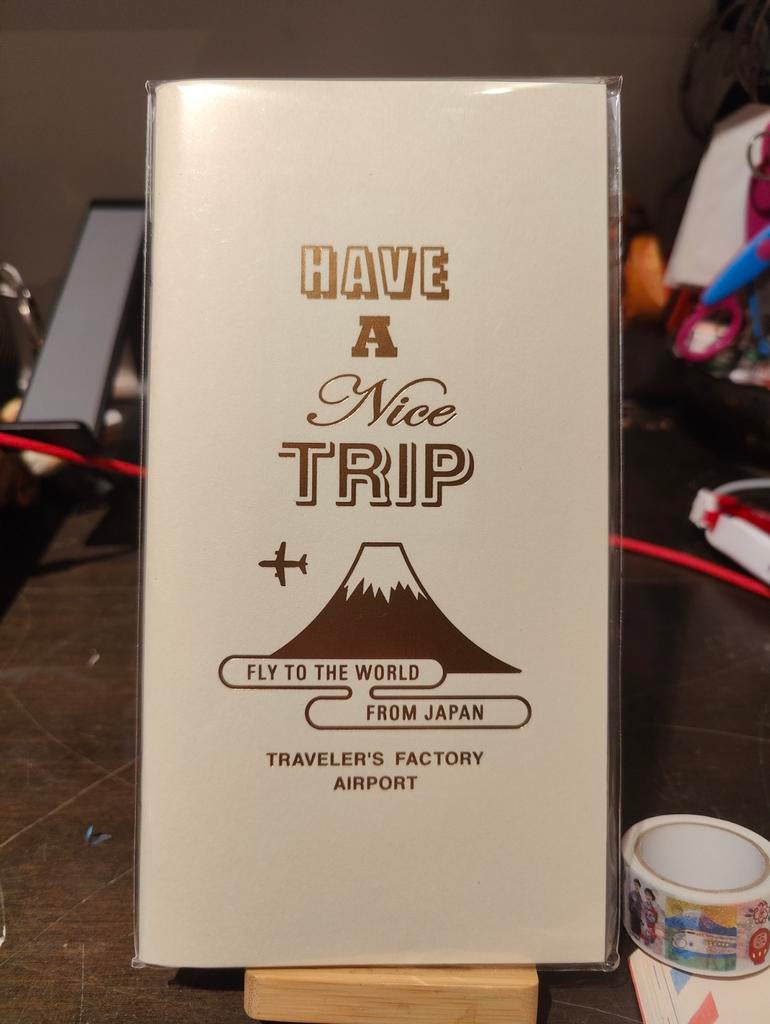 HAVE
A
Nice
TRIP
FLY TO THE WORLD
FROM JAPAN
TRAVELER'S FACTORY
AIRPORT